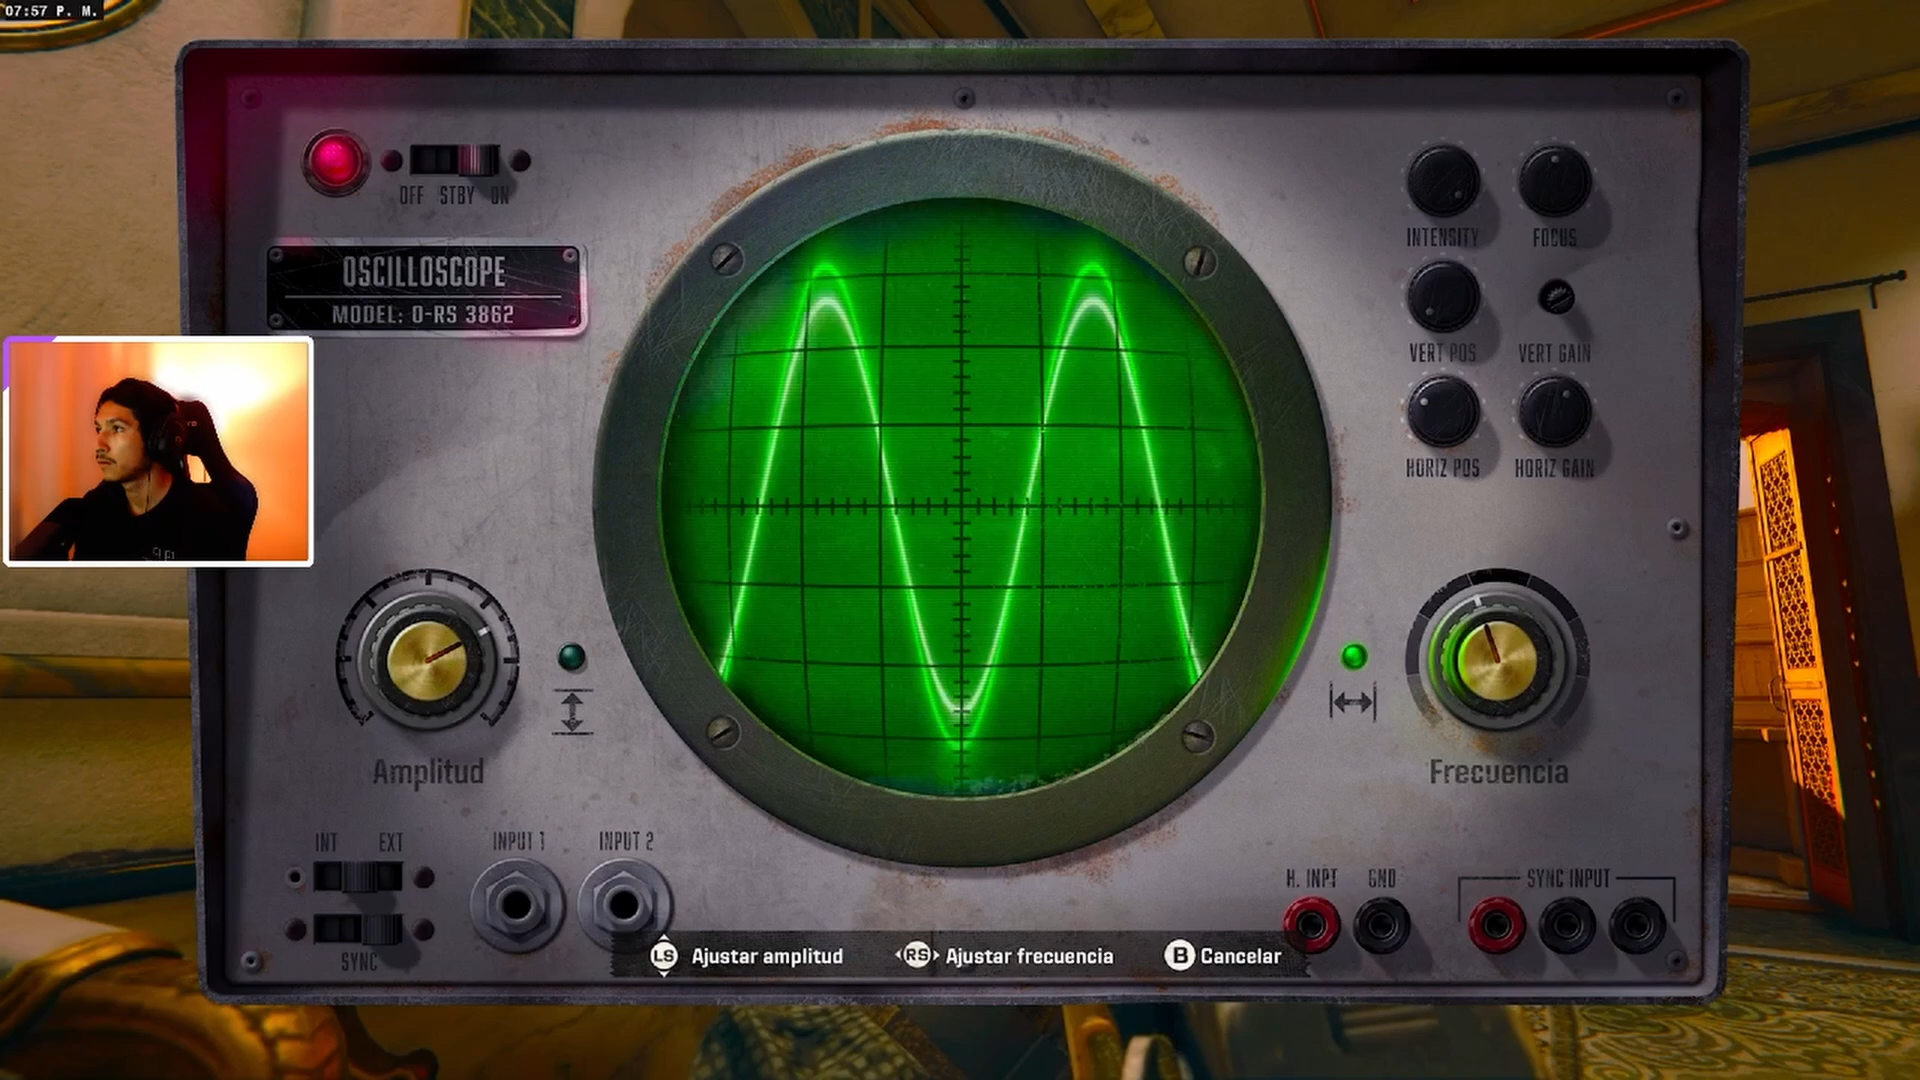 07:57 P. M.
OFF STBY ON
OSCILLOSCOPE
MODEL: O-RS 3862
INTENSITY
FOCUS
VERT POS
VERT GAIN
HORIZ POS
HORIZ GAIN
Amplitud
Frecuencia
INT EXT
SYNC
INPUT 1
INPUT 2
H. INPT
GND
SYNC INPUT
LS Ajustar amplitud
RS Ajustar frecuencia
B Cancelar